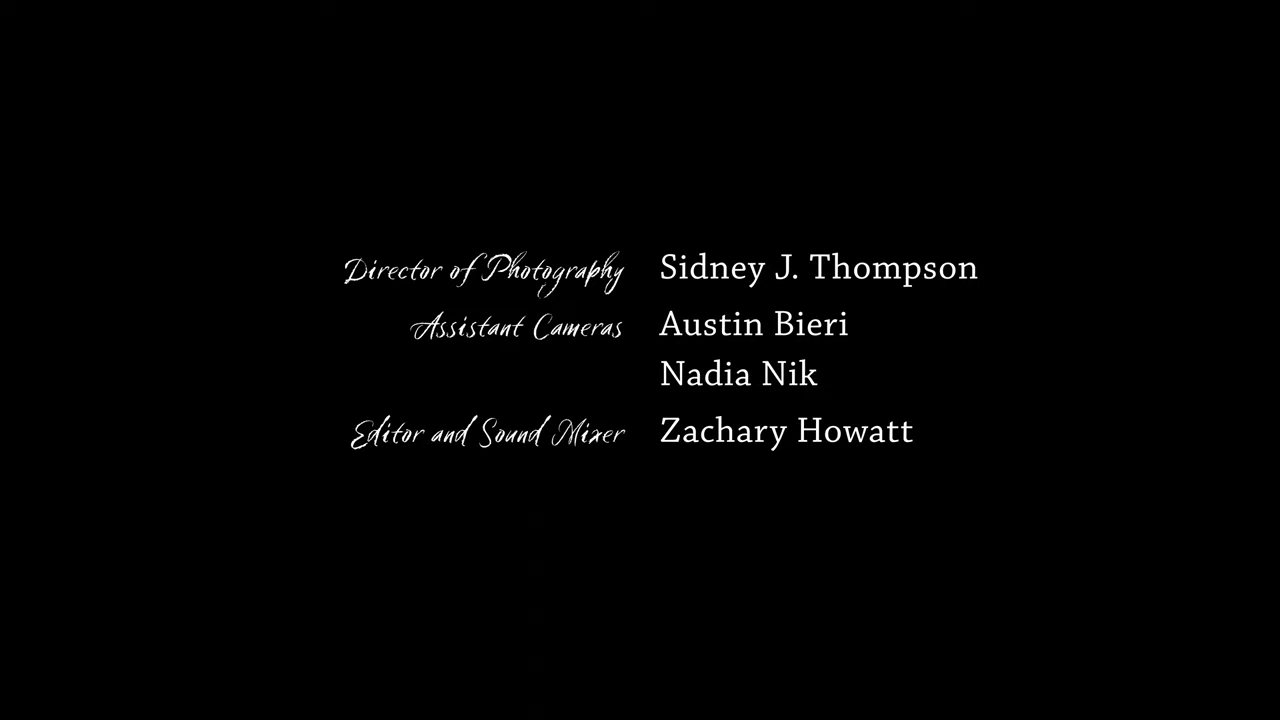 Director of Photography Sidney J. Thompson
Assistant Cameras Austin Bieri
Nadia Nik
Editor and Sound Mixer Zachary Howatt